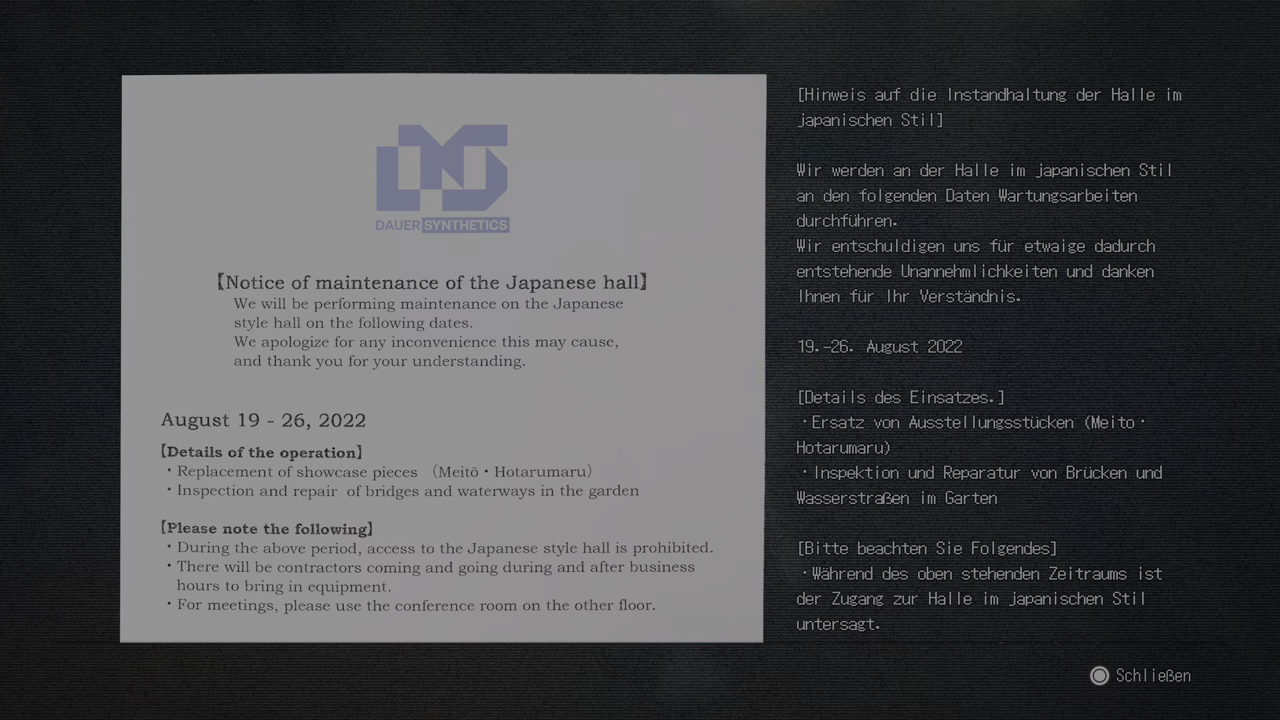 DAUER SYNTHETICS
【Notice of maintenance of the Japanese hall】
We will be performing maintenance on the Japanese
style hall on the following dates.
We apologize for any inconvenience this may cause,
and thank you for your understanding.
August 19 - 26, 2022
【Details of the operation】
・Replacement of showcase pieces （Meitō・Hotarumaru）
・Inspection and repair of bridges and waterways in the garden
【Please note the following】
・During the above period, access to the Japanese style hall is prohibited.
・There will be contractors coming and going during and after business
hours to bring in equipment.
・For meetings, please use the conference room on the other floor.
[Hinweis auf die Instandhaltung der Halle im
japanischen Stil]
Wir werden an der Halle im japanischen Stil
an den folgenden Daten Wartungsarbeiten
durchführen.
Wir entschuldigen uns für etwaige dadurch
entstehende Unannehmlichkeiten und danken
Ihnen für Ihr Verständnis.
19.-26. August 2022
[Details des Einsatzes.]
・Ersatz von Ausstellungsstücken (Meito・
Hotarumaru)
・Inspektion und Reparatur von Brücken und
Wasserstraßen im Garten
[Bitte beachten Sie Folgendes]
・Während des oben stehenden Zeitraums ist
der Zugang zur Halle im japanischen Stil
untersagt.
Schließen